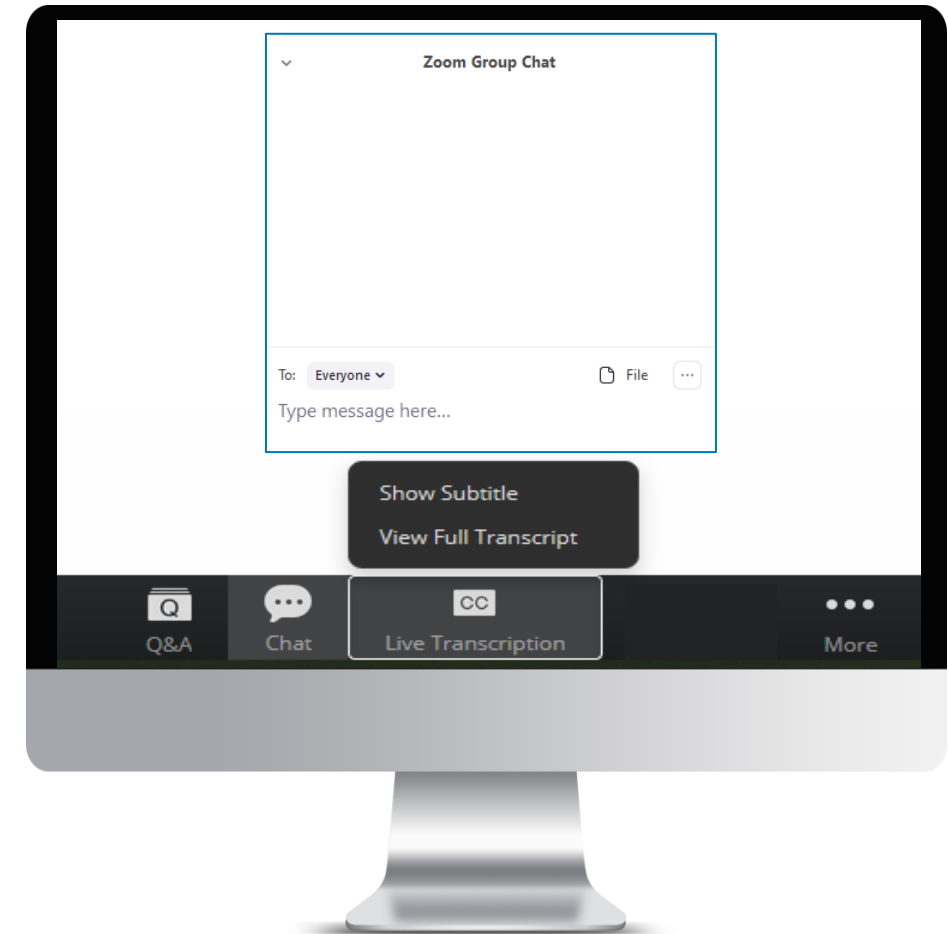 Zoom Group Chat
To: Everyone File
Type message here...
Show Subtitle
View Full Transcript
Q
CC
Q&A Chat Live Transcription More